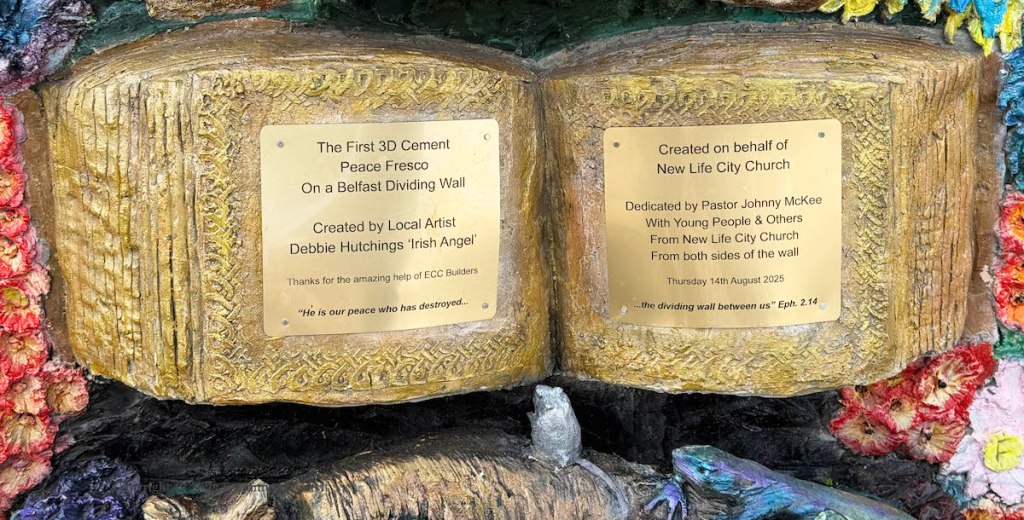 The First 3D Cement
Peace Fresco
On a Belfast Dividing Wall
Created by Local Artist
Debbie Hutchings ‘Irish Angel’
Thanks for the amazing help of ECC Builders
“He is our peace who has destroyed...
Created on behalf of
New Life City Church
Dedicated by Pastor Johnny McKee
With Young People & Others
From New Life City Church
From both sides of the wall
Thursday 14th August 2025
...the dividing wall between us” Eph. 2.14